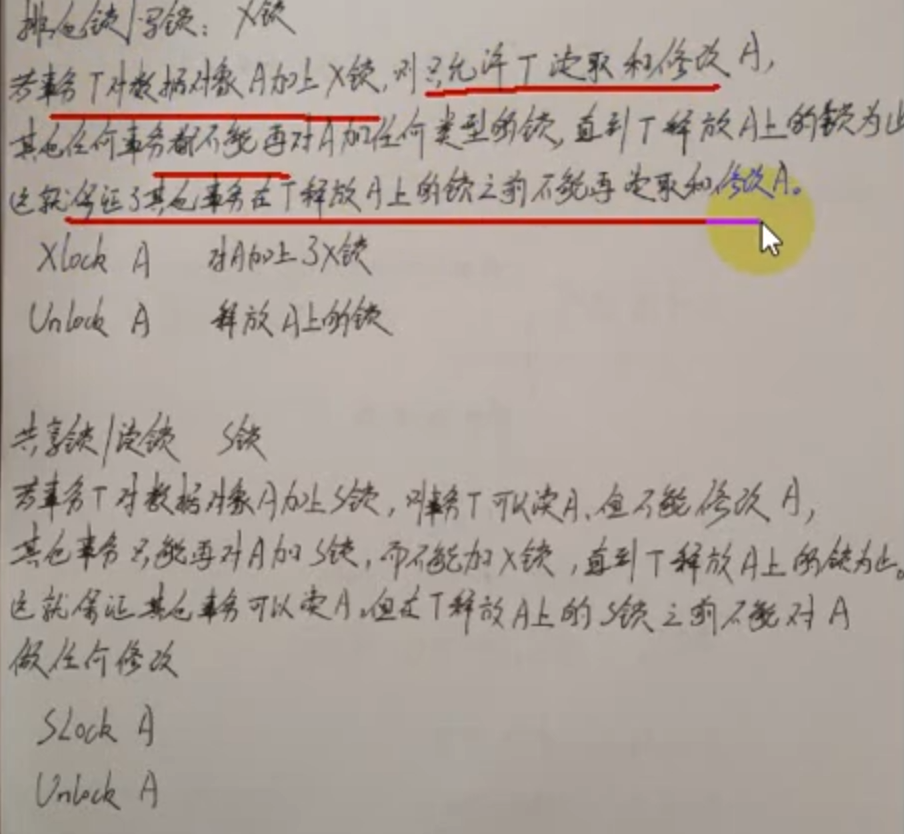 排他锁|写锁：X锁
若事务T对数据对象A加上X锁，则只允许T读取和修改A，
其他任何事务都不能再对A加任何类型的锁，直到T释放A上的锁为止
这就保证了其他事务在T释放A上的锁之前不能再读取和修改A。
Xlock A 对A加上了X锁
Unlock A 释放A上的锁
共享锁|读锁 S锁
若事务T对数据对象A加上S锁，则事务T可以读A，但不能修改A，
其他事务只能再对A加S锁，而不能加X锁，直到T释放A上的锁为止。
这就保证其他事务可以读A，但在T释放A上的S锁之前不能对A
做任何修改
SLock A
Unlock A